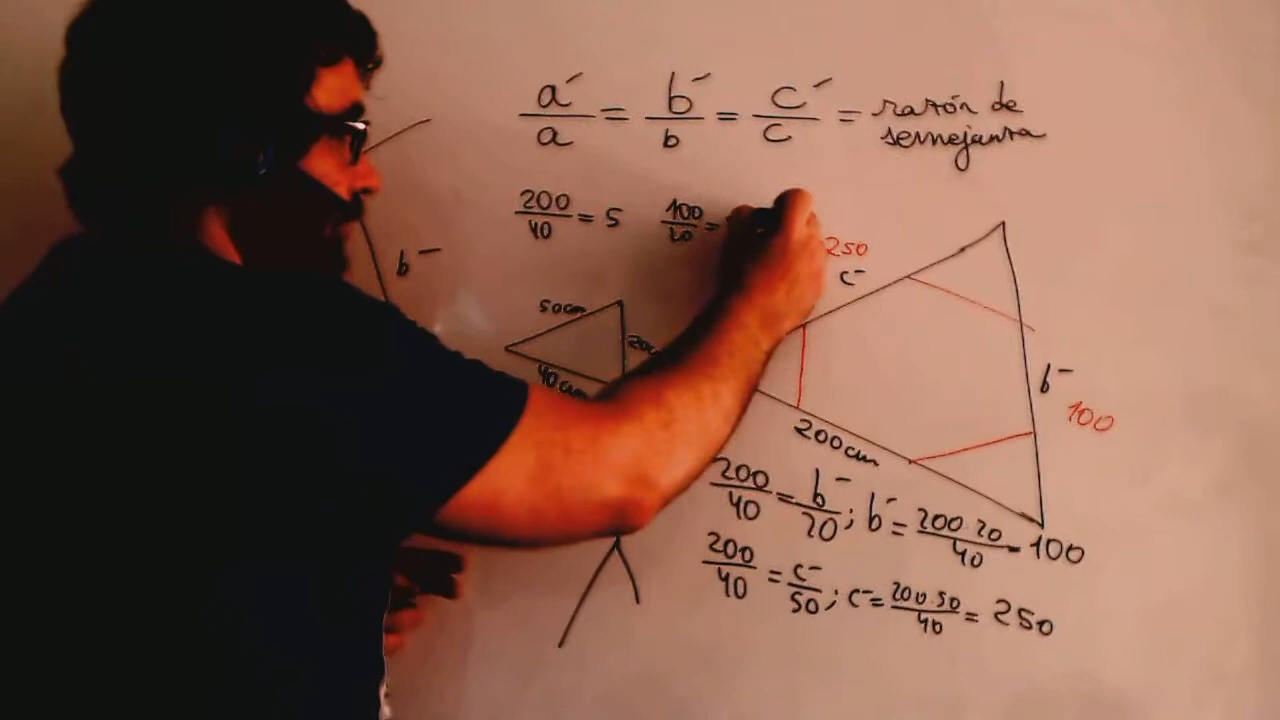 a´/a = b´/b = c´/c = razón de
semejanza
200/40 = 5 100/20 =
250
c´
b´
50cm
20c
40cm
b´
100
200cm
200/40 = b´/20 ; b´ = 200·20/40 = 100
200/40 = c´/50 ; c´ = 200·50/40 = 250